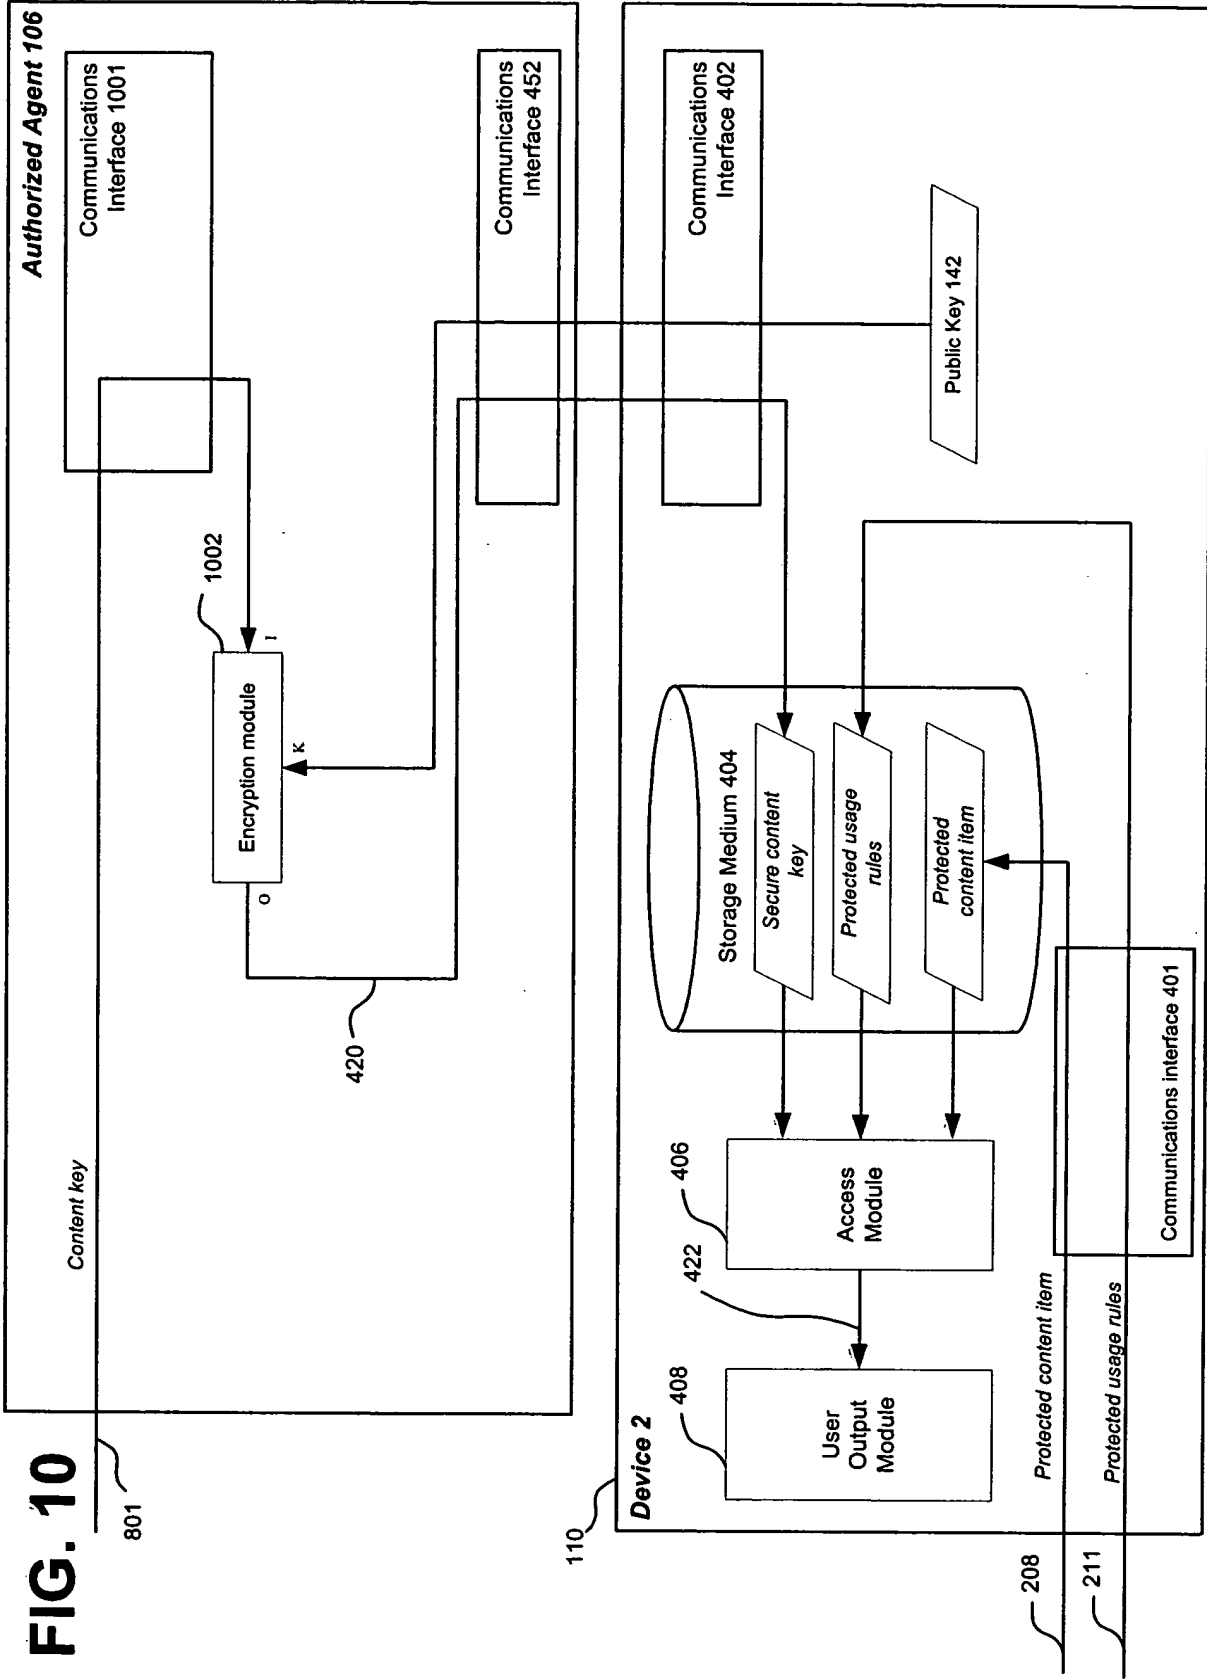 FIG. 10
Authorized Agent 106
Communications
Interface 1001
Content key
801
1002
Encryption module
I
K
O
420
Communications
Interface 452
110
Device 2
Communications
Interface 402
Public Key 142
Storage Medium 404
Secure content
key
Protected usage
rules
Protected
content item
406
Access
Module
422
408
User
Output
Module
Communications interface 401
Protected content item
Protected usage rules
208
211